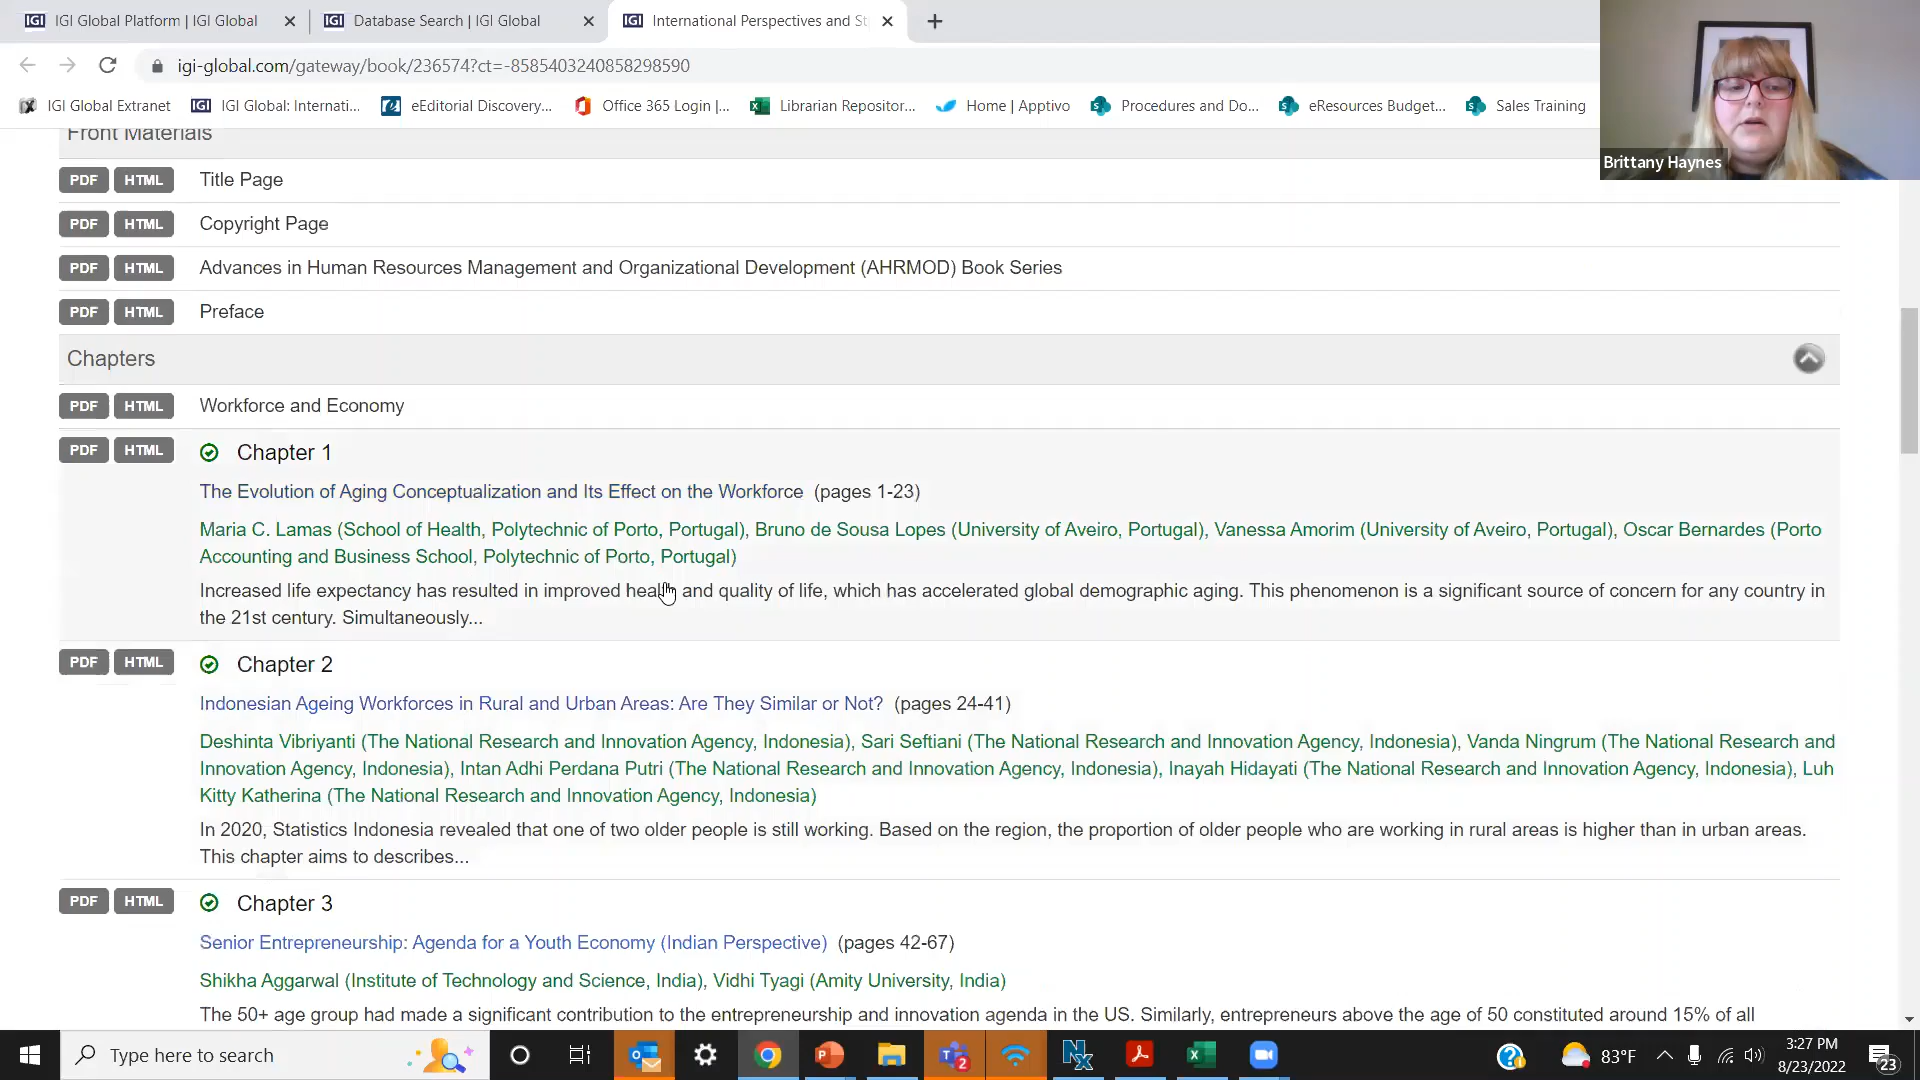 IGI Global Platform | IGI Global
Database Search | IGI Global
International Perspectives and St
igi-global.com/gateway/book/236574?ct=-8585403240858298590
IGI Global Extranet
IGI Global: Internati...
eEditorial Discovery...
Office 365 Login |...
Librarian Repositor...
Home | Apptivo
Procedures and Do...
eResources Budget...
Sales Training
Brittany Haynes
Front Materials
PDF HTML Title Page
PDF HTML Copyright Page
PDF HTML Advances in Human Resources Management and Organizational Development (AHRMOD) Book Series
PDF HTML Preface
Chapters
PDF HTML Workforce and Economy
PDF HTML Chapter 1
The Evolution of Aging Conceptualization and Its Effect on the Workforce (pages 1-23)
Maria C. Lamas (School of Health, Polytechnic of Porto, Portugal), Bruno de Sousa Lopes (University of Aveiro, Portugal), Vanessa Amorim (University of Aveiro, Portugal), Oscar Bernardes (Porto
Accounting and Business School, Polytechnic of Porto, Portugal)
Increased life expectancy has resulted in improved health and quality of life, which has accelerated global demographic aging. This phenomenon is a significant source of concern for any country in
the 21st century. Simultaneously...
PDF HTML Chapter 2
Indonesian Ageing Workforces in Rural and Urban Areas: Are They Similar or Not? (pages 24-41)
Deshinta Vibriyanti (The National Research and Innovation Agency, Indonesia), Sari Seftiani (The National Research and Innovation Agency, Indonesia), Vanda Ningrum (The National Research and
Innovation Agency, Indonesia), Intan Adhi Perdana Putri (The National Research and Innovation Agency, Indonesia), Inayah Hidayati (The National Research and Innovation Agency, Indonesia), Luh
Kitty Katherina (The National Research and Innovation Agency, Indonesia)
In 2020, Statistics Indonesia revealed that one of two older people is still working. Based on the region, the proportion of older people who are working in rural areas is higher than in urban areas.
This chapter aims to describes...
PDF HTML Chapter 3
Senior Entrepreneurship: Agenda for a Youth Economy (Indian Perspective) (pages 42-67)
Shikha Aggarwal (Institute of Technology and Science, India), Vidhi Tyagi (Amity University, India)
The 50+ age group had made a significant contribution to the entrepreneurship and innovation agenda in the US. Similarly, entrepreneurs above the age of 50 constituted around 15% of all
Type here to search
2
83°F
3:27 PM
8/23/2022
23